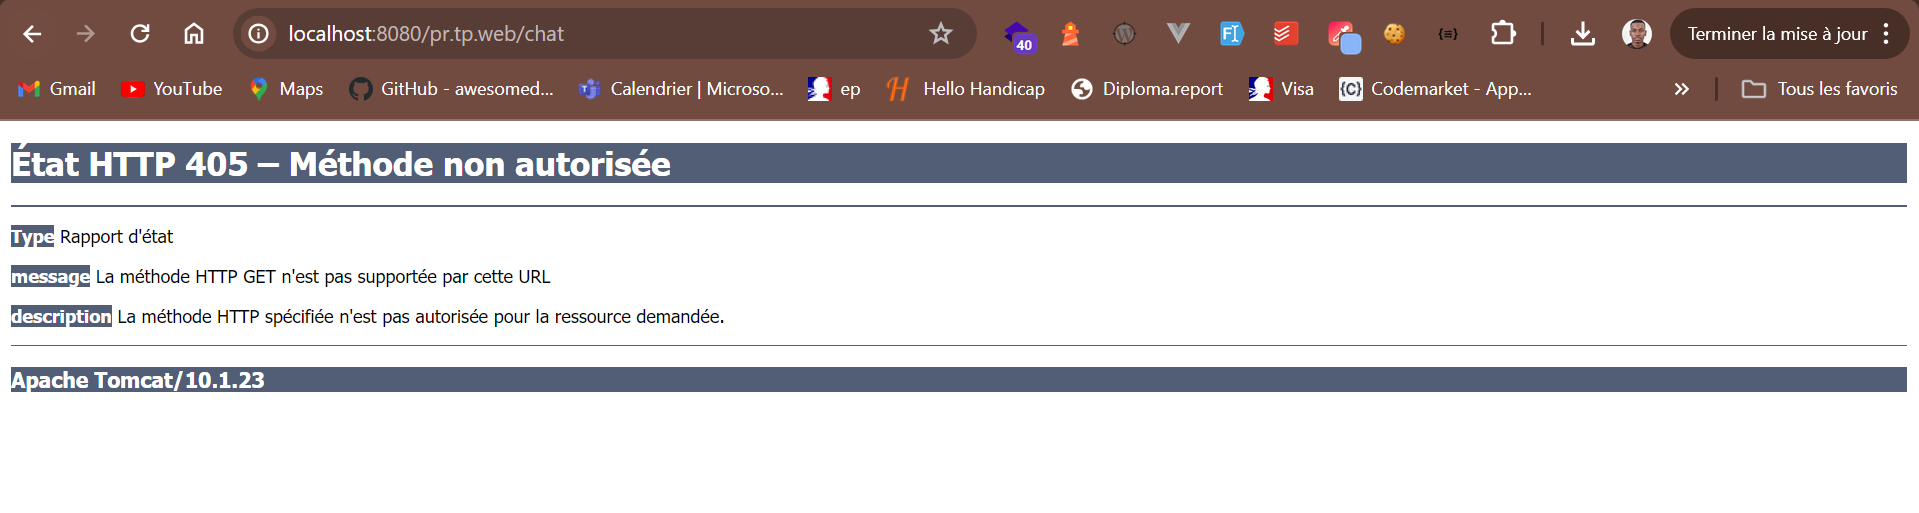 localhost:8080/pr.tp.web/chat
40
Terminer la mise à jour
Gmail
YouTube
Maps
GitHub - awesomed...
Calendrier | Microso...
ep
Hello Handicap
Diploma.report
Visa
{C}
Codemarket - App...
»
Tous les favoris
État HTTP 405 – Méthode non autorisée
Type Rapport d'état
message La méthode HTTP GET n'est pas supportée par cette URL
description La méthode HTTP spécifiée n'est pas autorisée pour la ressource demandée.
Apache Tomcat/10.1.23